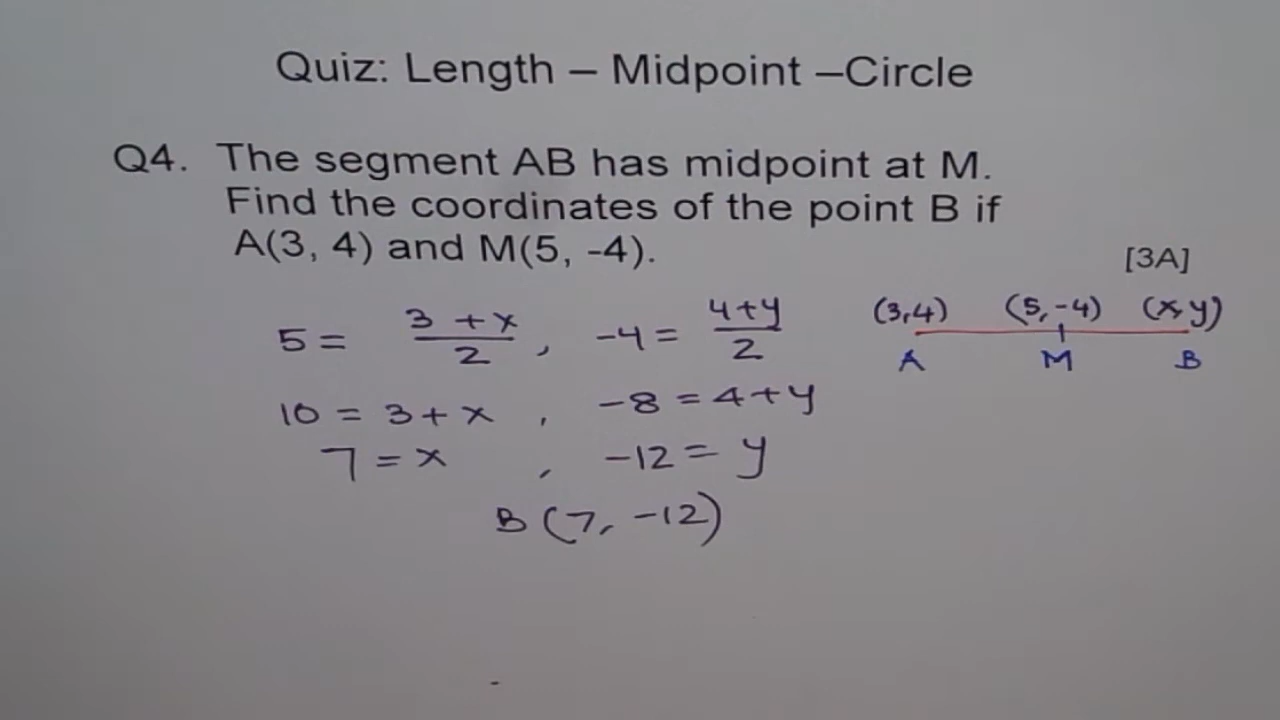 Quiz: Length – Midpoint –Circle
Q4. The segment AB has midpoint at M.
Find the coordinates of the point B if
A(3, 4) and M(5, -4).
[3A]
5 = 3 + x / 2 , -4 = 4+y / 2
(3,4) (5,-4) (x,y)
A M B
10 = 3 + x , -8 = 4+y
7 = x , -12 = y
B (7, -12)